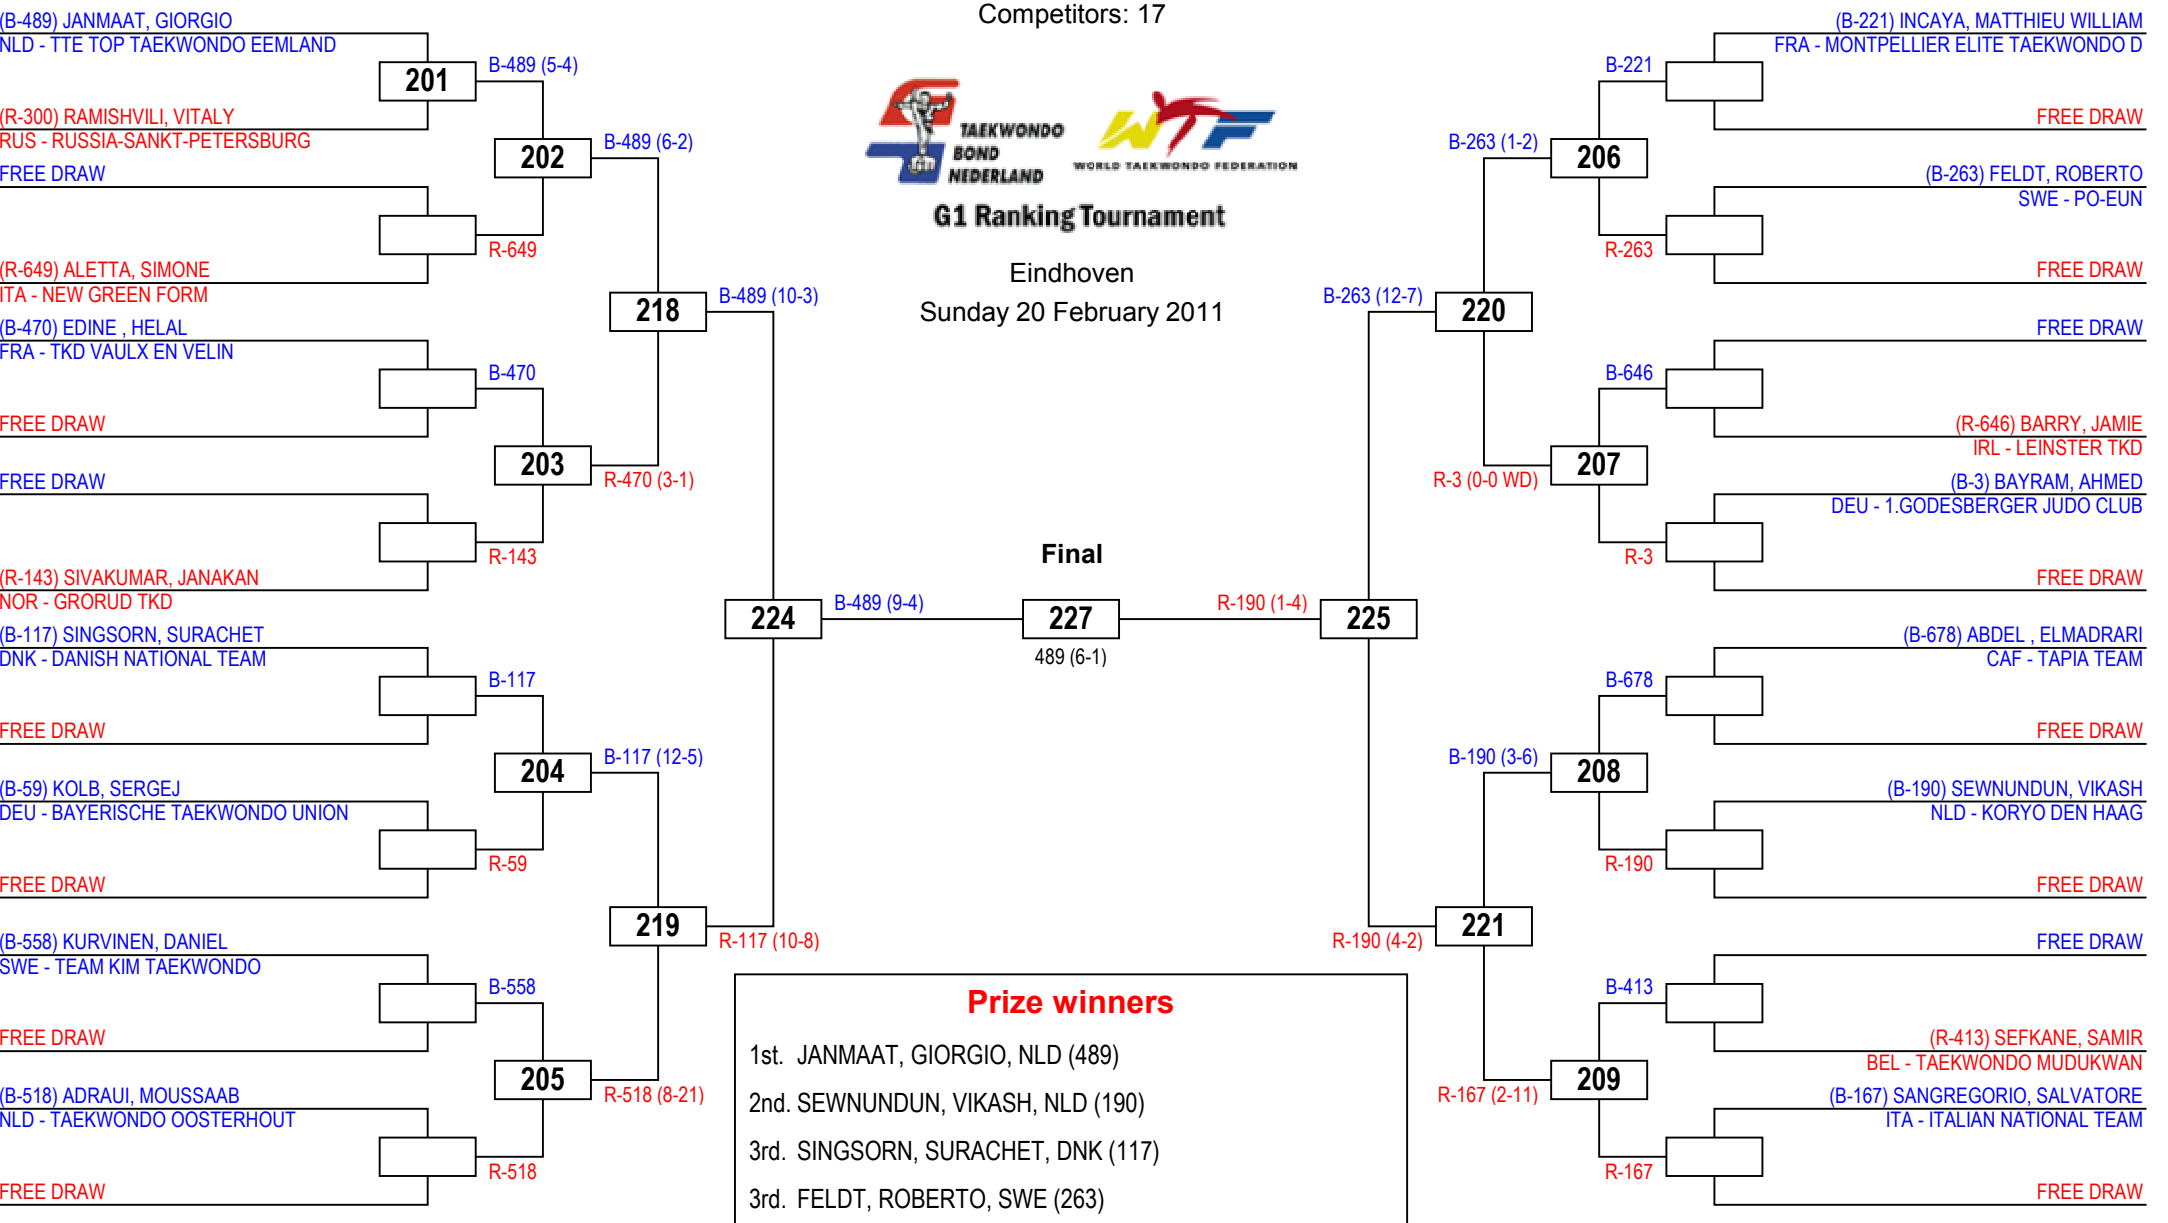 Competitors: 17
TAEKWONDO
BOND
NEDERLAND
WTF
WORLD TAEKWONDO FEDERATION
G1 Ranking Tournament
Eindhoven
Sunday 20 February 2011
(B-489) JANMAAT, GIORGIO
NLD - TTE TOP TAEKWONDO EEMLAND
201
B-489 (5-4)
(R-300) RAMISHVILI, VITALY
RUS - RUSSIA-SANKT-PETERSBURG
202
B-489 (6-2)
FREE DRAW
R-649
(R-649) ALETTA, SIMONE
ITA - NEW GREEN FORM
218
B-489 (10-3)
(B-470) EDINE , HELAL
FRA - TKD VAULX EN VELIN
B-470
FREE DRAW
203
R-470 (3-1)
FREE DRAW
R-143
(R-143) SIVAKUMAR, JANAKAN
NOR - GRORUD TKD
224
B-489 (9-4)
(B-117) SINGSORN, SURACHET
DNK - DANISH NATIONAL TEAM
B-117
FREE DRAW
204
B-117 (12-5)
(B-59) KOLB, SERGEJ
DEU - BAYERISCHE TAEKWONDO UNION
R-59
FREE DRAW
219
R-117 (10-8)
(B-558) KURVINEN, DANIEL
SWE - TEAM KIM TAEKWONDO
B-558
FREE DRAW
205
R-518 (8-21)
(B-518) ADRAUI, MOUSSAAB
NLD - TAEKWONDO OOSTERHOUT
R-518
FREE DRAW
Final
227
489 (6-1)
(B-221) INCAYA, MATTHIEU WILLIAM
FRA - MONTPELLIER ELITE TAEKWONDO D
B-221
FREE DRAW
B-263 (1-2)
206
(B-263) FELDT, ROBERTO
SWE - PO-EUN
R-263
FREE DRAW
B-263 (12-7)
220
FREE DRAW
B-646
(R-646) BARRY, JAMIE
IRL - LEINSTER TKD
R-3 (0-0 WD)
207
(B-3) BAYRAM, AHMED
DEU - 1.GODESBERGER JUDO CLUB
R-3
FREE DRAW
R-190 (1-4)
225
(B-678) ABDEL , ELMADRARI
CAF - TAPIA TEAM
B-678
FREE DRAW
B-190 (3-6)
208
(B-190) SEWNUNDUN, VIKASH
NLD - KORYO DEN HAAG
R-190
FREE DRAW
R-190 (4-2)
221
FREE DRAW
B-413
(R-413) SEFKANE, SAMIR
BEL - TAEKWONDO MUDUKWAN
R-167 (2-11)
209
(B-167) SANGREGORIO, SALVATORE
ITA - ITALIAN NATIONAL TEAM
R-167
FREE DRAW
Prize winners
1st. JANMAAT, GIORGIO, NLD (489)
2nd. SEWNUNDUN, VIKASH, NLD (190)
3rd. SINGSORN, SURACHET, DNK (117)
3rd. FELDT, ROBERTO, SWE (263)